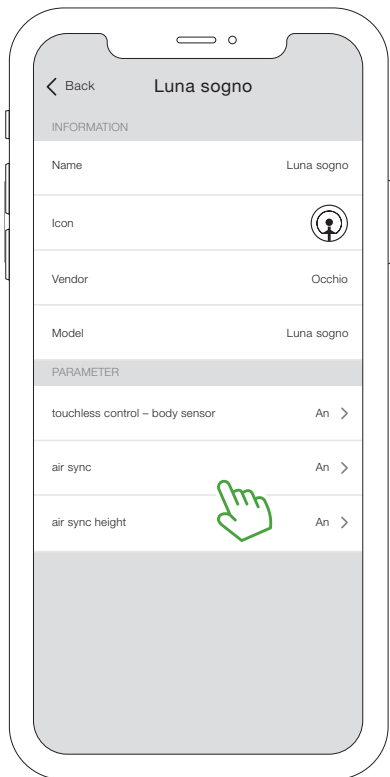 Back Luna sogno
INFORMATION
Name Luna sogno
Icon
Vendor Occhio
Model Luna sogno
PARAMETER
touchless control – body sensor An
air sync An
air sync height An